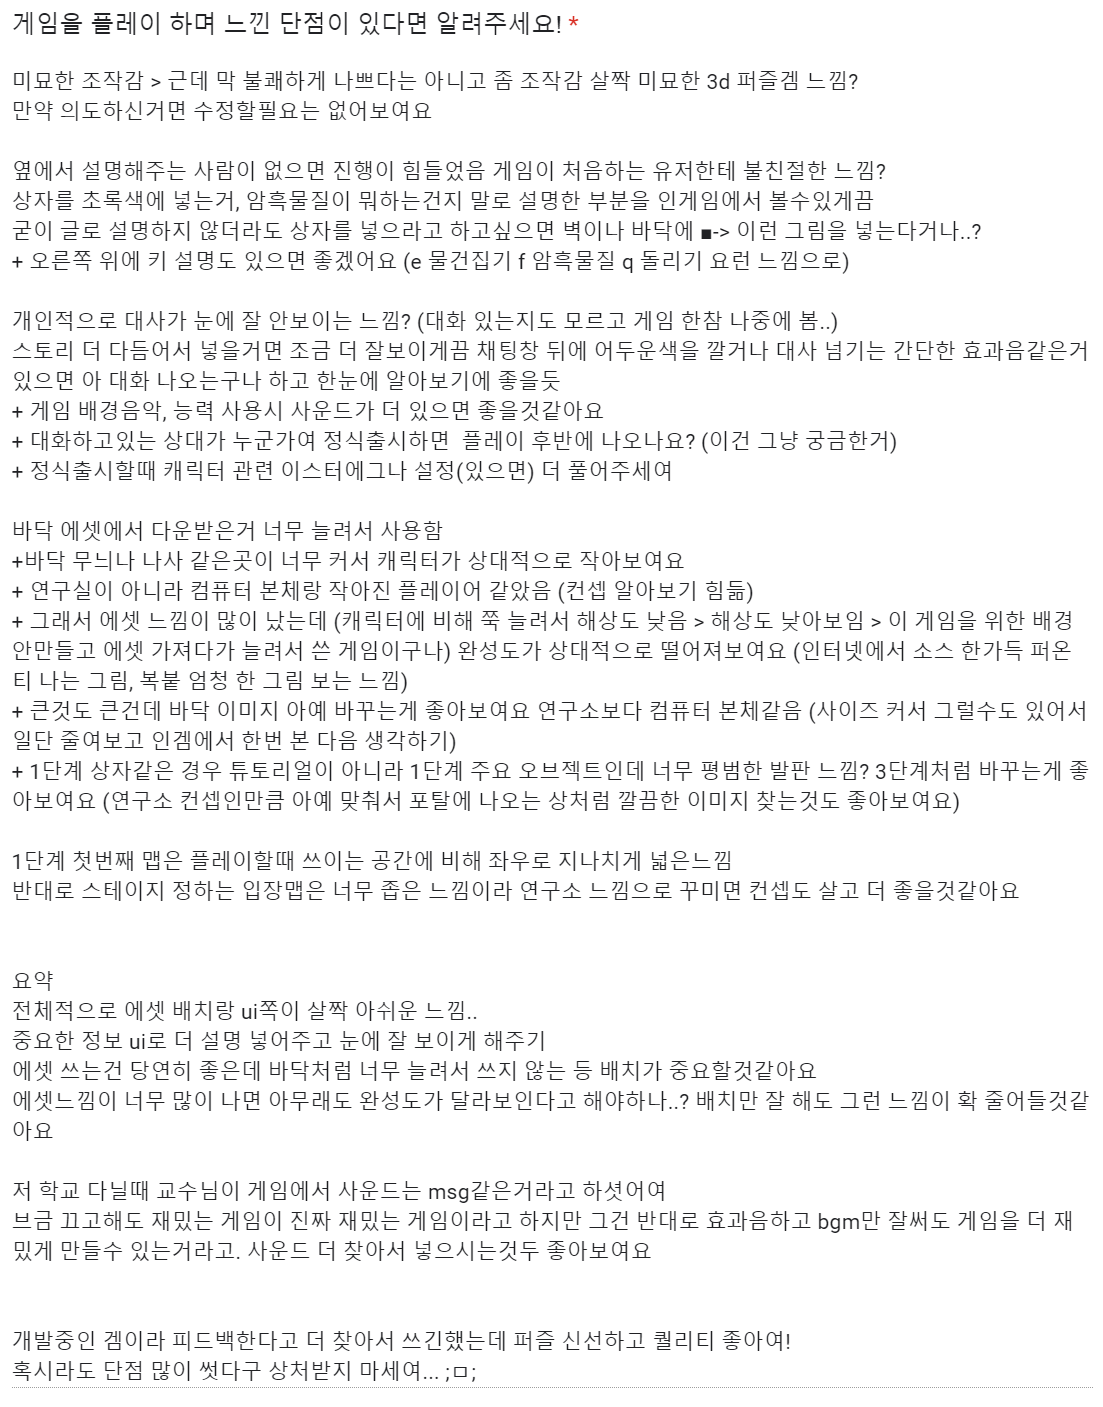 게임을 플레이 하며 느낀 단점이 있다면 알려주세요! *
미묘한 조작감 > 근데 막 불쾌하게 나쁘다는 아니고 좀 조작감 살짝 미묘한 3d 퍼즐겜 느낌?
만약 의도하신거면 수정할필요는 없어보여요
옆에서 설명해주는 사람이 없으면 진행이 힘들었음 게임이 처음하는 유저한테 불친절한 느낌?
상자를 초록색에 넣는거, 암흑물질이 뭐하는건지 말로 설명한 부분을 인게임에서 볼수있게끔
굳이 글로 설명하지 않더라도 상자를 넣으라고 하고싶으면 벽이나 바닥에 ■-> 이런 그림을 넣는다거나..?
+ 오른쪽 위에 키 설명도 있으면 좋겠어요 (e 물건집기 f 암흑물질 q 돌리기 요런 느낌으로)
개인적으로 대사가 눈에 잘 안보이는 느낌? (대화 있는지도 모르고 게임 한참 나중에 봄..)
스토리 더 다듬어서 넣을거면 조금 더 잘보이게끔 채팅창 뒤에 어두운색을 깔거나 대사 넘기는 간단한 효과음같은거
있으면 아 대화 나오는구나 하고 한눈에 알아보기에 좋을듯
+ 게임 배경음악, 능력 사용시 사운드가 더 있으면 좋을것같아요
+ 대화하고있는 상대가 누군가여 정식출시하면  플레이 후반에 나오나요? (이건 그냥 궁금한거)
+ 정식출시할때 캐릭터 관련 이스터에그나 설정(있으면) 더 풀어주세여
바닥 에셋에서 다운받은거 너무 늘려서 사용함
+바닥 무늬나 나사 같은곳이 너무 커서 캐릭터가 상대적으로 작아보여요
+ 연구실이 아니라 컴퓨터 본체랑 작아진 플레이어 같았음 (컨셉 알아보기 힘듦)
+ 그래서 에셋 느낌이 많이 났는데 (캐릭터에 비해 쭉 늘려서 해상도 낮음 > 해상도 낮아보임 > 이 게임을 위한 배경
안만들고 에셋 가져다가 늘려서 쓴 게임이구나) 완성도가 상대적으로 떨어져보여요 (인터넷에서 소스 한가득 퍼온
티 나는 그림, 복붙 엄청 한 그림 보는 느낌)
+ 큰것도 큰건데 바닥 이미지 아예 바꾸는게 좋아보여요 연구소보다 컴퓨터 본체같음 (사이즈 커서 그럴수도 있어서
일단 줄여보고 인겜에서 한번 본 다음 생각하기)
+ 1단계 상자같은 경우 튜토리얼이 아니라 1단계 주요 오브젝트인데 너무 평범한 발판 느낌? 3단계처럼 바꾸는게 좋
아보여요 (연구소 컨셉인만큼 아예 맞춰서 포탈에 나오는 상처럼 깔끔한 이미지 찾는것도 좋아보여요)
1단계 첫번째 맵은 플레이할때 쓰이는 공간에 비해 좌우로 지나치게 넓은느낌
반대로 스테이지 정하는 입장맵은 너무 좁은 느낌이라 연구소 느낌으로 꾸미면 컨셉도 살고 더 좋을것같아요
요약
전체적으로 에셋 배치랑 ui쪽이 살짝 아쉬운 느낌..
중요한 정보 ui로 더 설명 넣어주고 눈에 잘 보이게 해주기
에셋 쓰는건 당연히 좋은데 바닥처럼 너무 늘려서 쓰지 않는 등 배치가 중요할것같아요
에셋느낌이 너무 많이 나면 아무래도 완성도가 달라보인다고 해야하나..? 배치만 잘 해도 그런 느낌이 확 줄어들것같
아요
저 학교 다닐때 교수님이 게임에서 사운드는 msg같은거라고 하셧어여
브금 끄고해도 재밌는 게임이 진짜 재밌는 게임이라고 하지만 그건 반대로 효과음하고 bgm만 잘써도 게임을 더 재
밌게 만들수 있는거라고. 사운드 더 찾아서 넣으시는것두 좋아보여요
개발중인 겜이라 피드백한다고 더 찾아서 쓰긴했는데 퍼즐 신선하고 퀄리티 좋아여!
혹시라도 단점 많이 썻다구 상처받지 마세여... ;ㅁ;